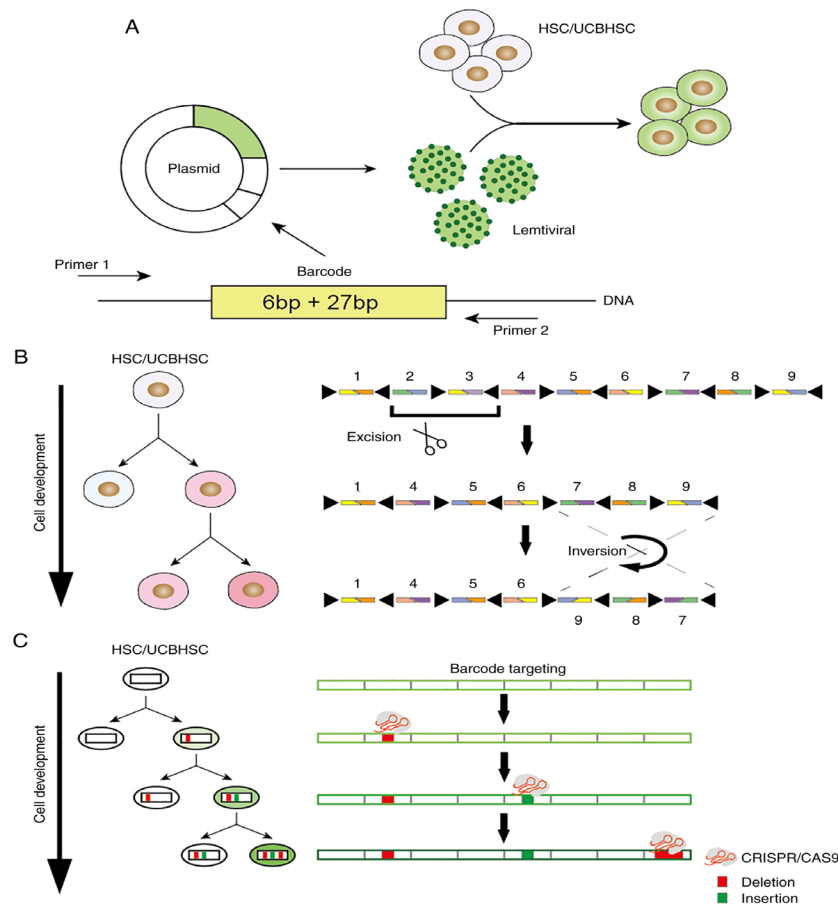 A
HSC/UCBHSC
Plasmid
Lemtiviral
Primer 1
Barcode
6bp + 27bp
DNA
Primer 2
B
HSC/UCBHSC
Cell development
1 2 3 4 5 6 7 8 9
Excision
1 4 5 6 7 8 9
Inversion
1 4 5 6
9 8 7
C
HSC/UCBHSC
Cell development
Barcode targeting
CRISPR/CAS9
Deletion
Insertion